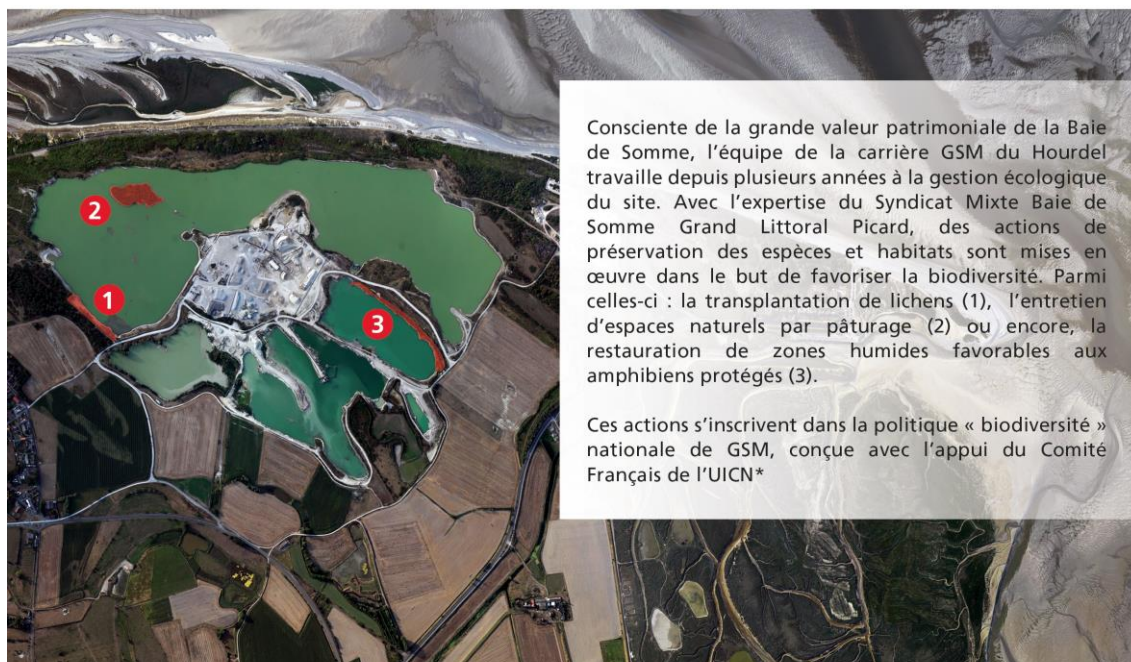 2
1
3
Consciente de la grande valeur patrimoniale de la Baie
de Somme, l’équipe de la carrière GSM du Hourdel
travaille depuis plusieurs années à la gestion écologique
du site. Avec l’expertise du Syndicat Mixte Baie de
Somme Grand Littoral Picard, des actions de
préservation des espèces et habitats sont mises en
œuvre dans le but de favoriser la biodiversité. Parmi
celles-ci : la transplantation de lichens (1), l’entretien
d’espaces naturels par pâturage (2) ou encore, la
restauration de zones humides favorables aux
amphibiens protégés (3).
Ces actions s’inscrivent dans la politique « biodiversité »
nationale de GSM, conçue avec l’appui du Comité
Français de l’UICN*